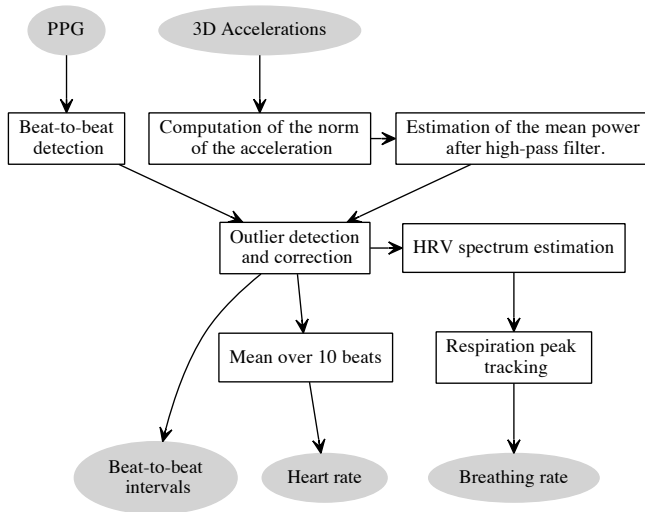 PPG
3D Accelerations
Beat-to-beat
detection
Computation of the norm
of the acceleration
Estimation of the mean power
after high-pass filter.
Outlier detection
and correction
HRV spectrum estimation
Mean over 10 beats
Respiration peak
tracking
Beat-to-beat
intervals
Heart rate
Breathing rate